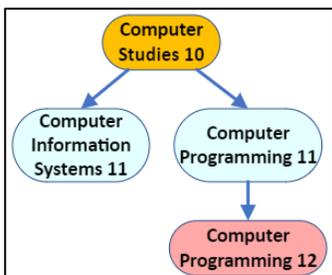 Computer
Studies 10
Computer
Information
Systems 11
Computer
Programming 11
Computer
Programming 12